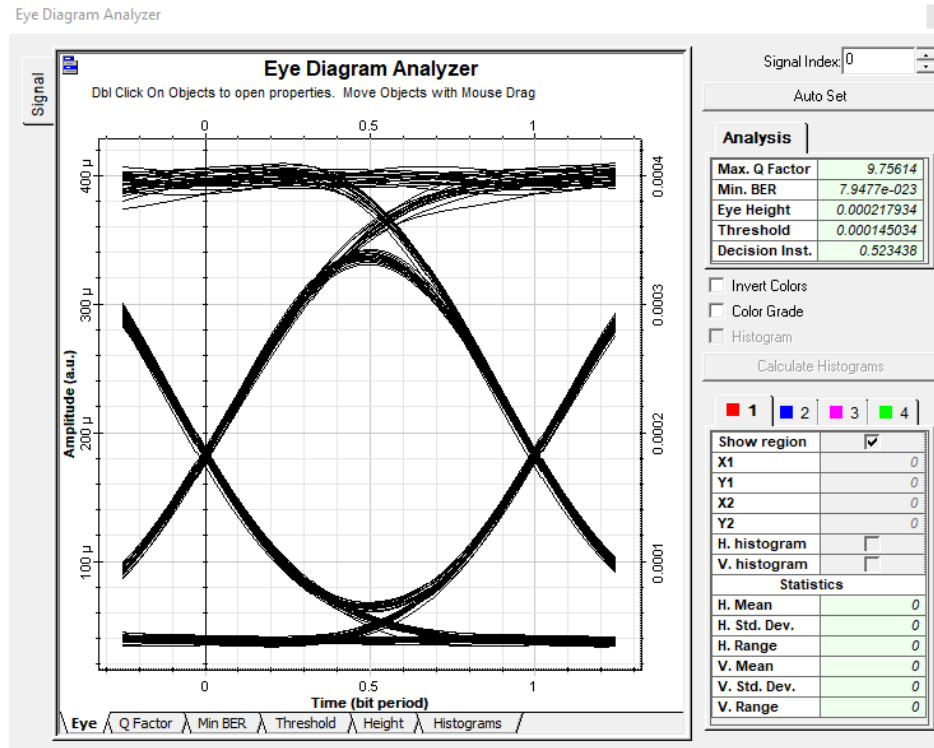 Eye Diagram Analyzer
Signal
Eye Diagram Analyzer
Dbl Click On Objects to open properties. Move Objects with Mouse Drag
0 0.5 1
400 µ
300 µ
200 µ
100 µ
Amplitude (a.u.)
0.0004
0.0003
0.0002
0.0001
0 0.5 1
Time (bit period)
Eye Q Factor Min BER Threshold Height Histograms
Signal Index: 0
Auto Set
Analysis
Max. Q Factor 9.75614
Min. BER 7.9477e-023
Eye Height 0.000217934
Threshold 0.000145034
Decision Inst. 0.523438
Invert Colors
Color Grade
Histogram
Calculate Histograms
1 2 3 4
Show region
X1 0
Y1 0
X2 0
Y2 0
H. histogram
V. histogram
Statistics
H. Mean 0
H. Std. Dev. 0
H. Range 0
V. Mean 0
V. Std. Dev. 0
V. Range 0